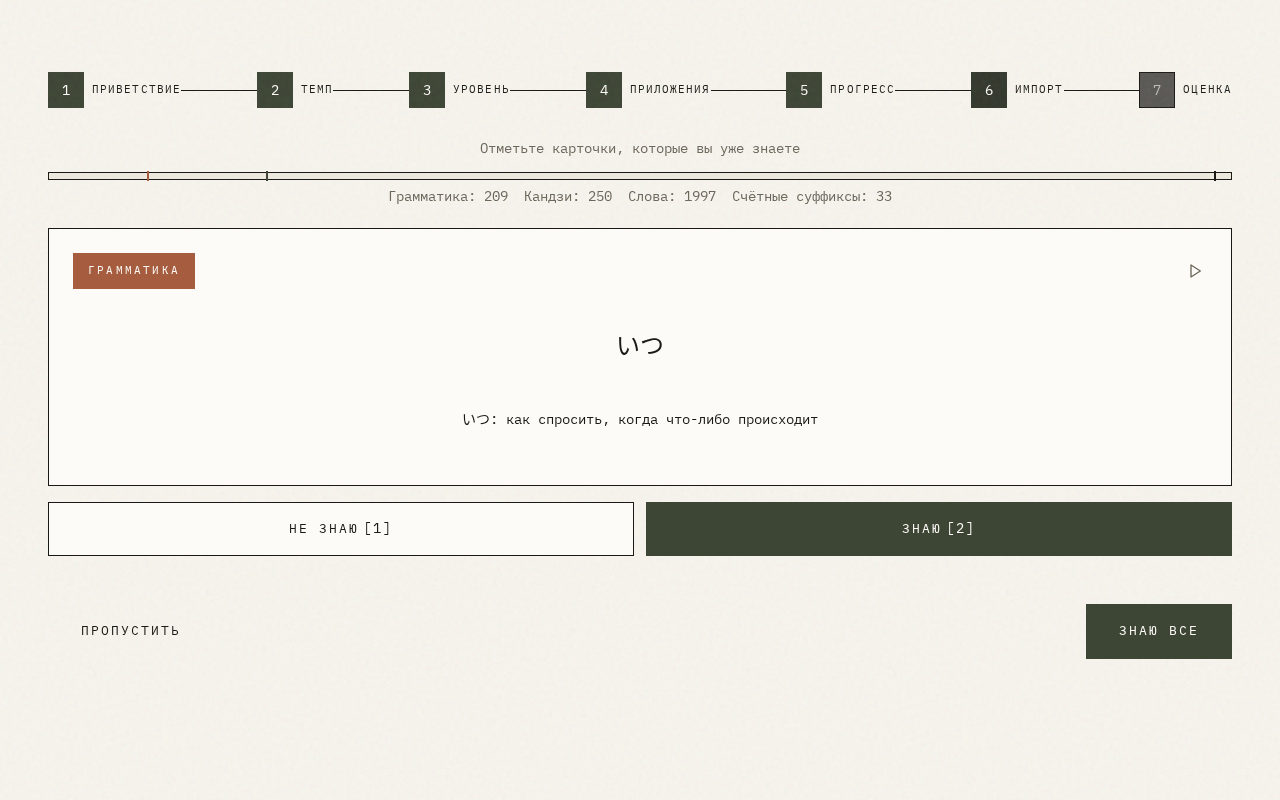 1 ПРИВЕТСТВИЕ 2 ТЕМП 3 УРОВЕНЬ 4 ПРИЛОЖЕНИЯ 5 ПРОГРЕСС 6 ИМПОРТ 7 ОЦЕНКА
Отметьте карточки, которые вы уже знаете
Грамматика: 209 Кандзи: 250 Слова: 1997 Счётные суффиксы: 33
ГРАММАТИКА
いつ
いつ: как спросить, когда что-либо происходит
НЕ ЗНАЮ [1] ЗНАЮ [2]
ПРОПУСТИТЬ ЗНАЮ ВСЕ